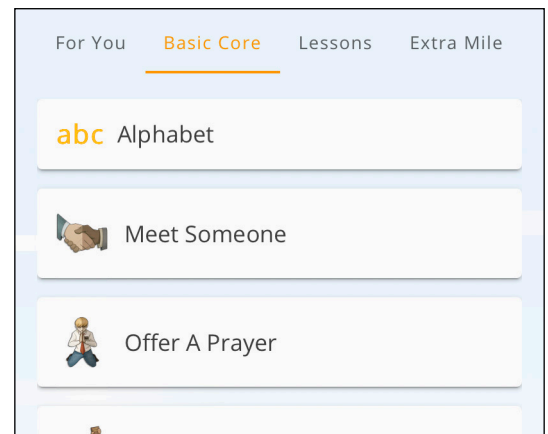 For You Basic Core Lessons Extra Mile
abc Alphabet
Meet Someone
Offer A Prayer